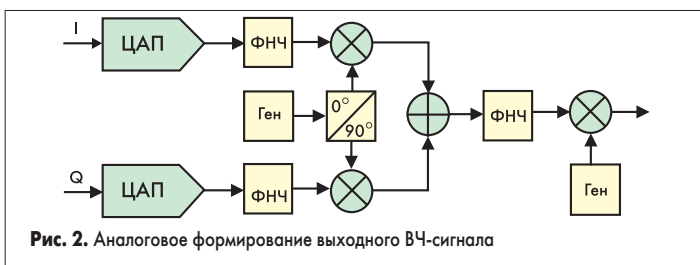 I
ЦАП
ФНЧ
Ген
0°
90°
ФНЧ
Ген
Q
ЦАП
ФНЧ
Рис. 2. Аналоговое формирование выходного ВЧ-сигнала